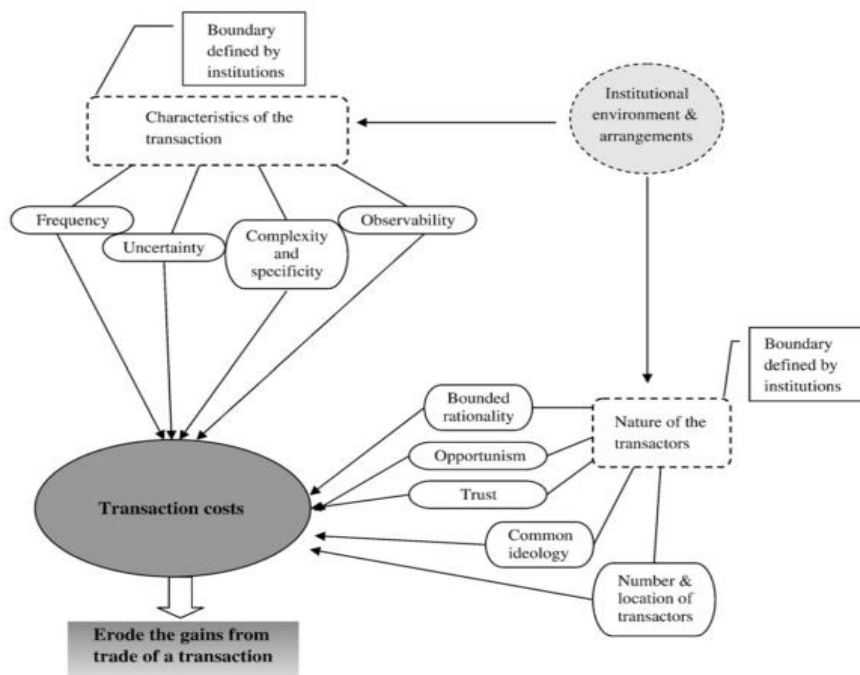 Boundary
defined by
institutions
Institutional
environment &
arrangements
Characteristics of the
transaction
Frequency
Uncertainty
Complexity
and
specificity
Observability
Boundary
defined by
institutions
Bounded
rationality
Nature of the
transactors
Opportunism
Trust
Transaction costs
Common
ideology
Number &
location of
transactors
Erode the gains from
trade of a transaction